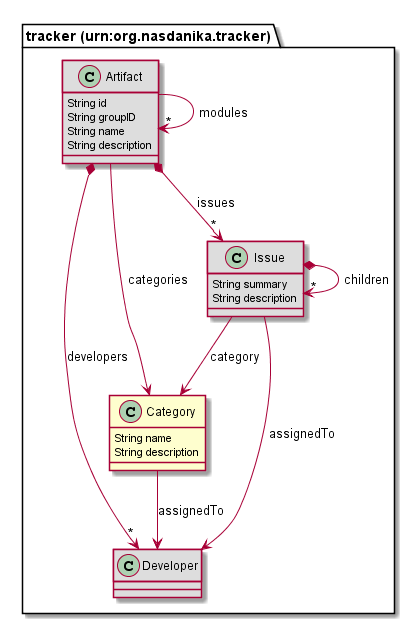 tracker (urn:org.nasdanika.tracker)
C Artifact
String id
String groupID
String name
String description
modules
*
issues
*
C Issue
String summary
String description
children
*
categories
developers
category
C Category
String name
String description
assignedTo
assignedTo
*
C Developer